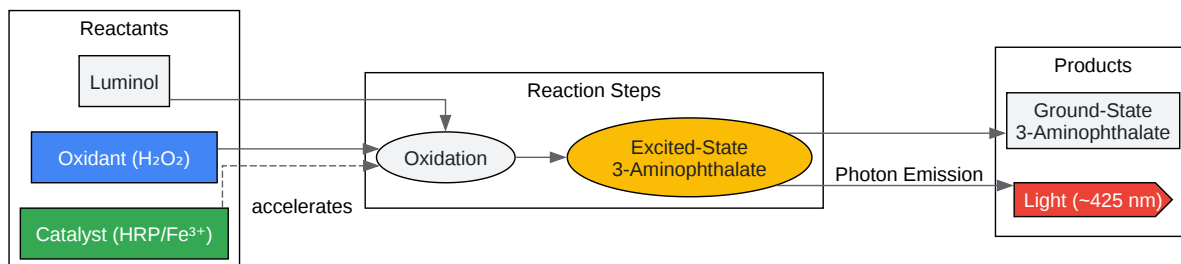 Reactants
Luminol
Oxidant (H₂O₂)
Catalyst (HRP/Fe³⁺)
accelerates
Reaction Steps
Oxidation
Excited-State
3-Aminophthalate
Photon Emission
Products
Ground-State
3-Aminophthalate
Light (~425 nm)